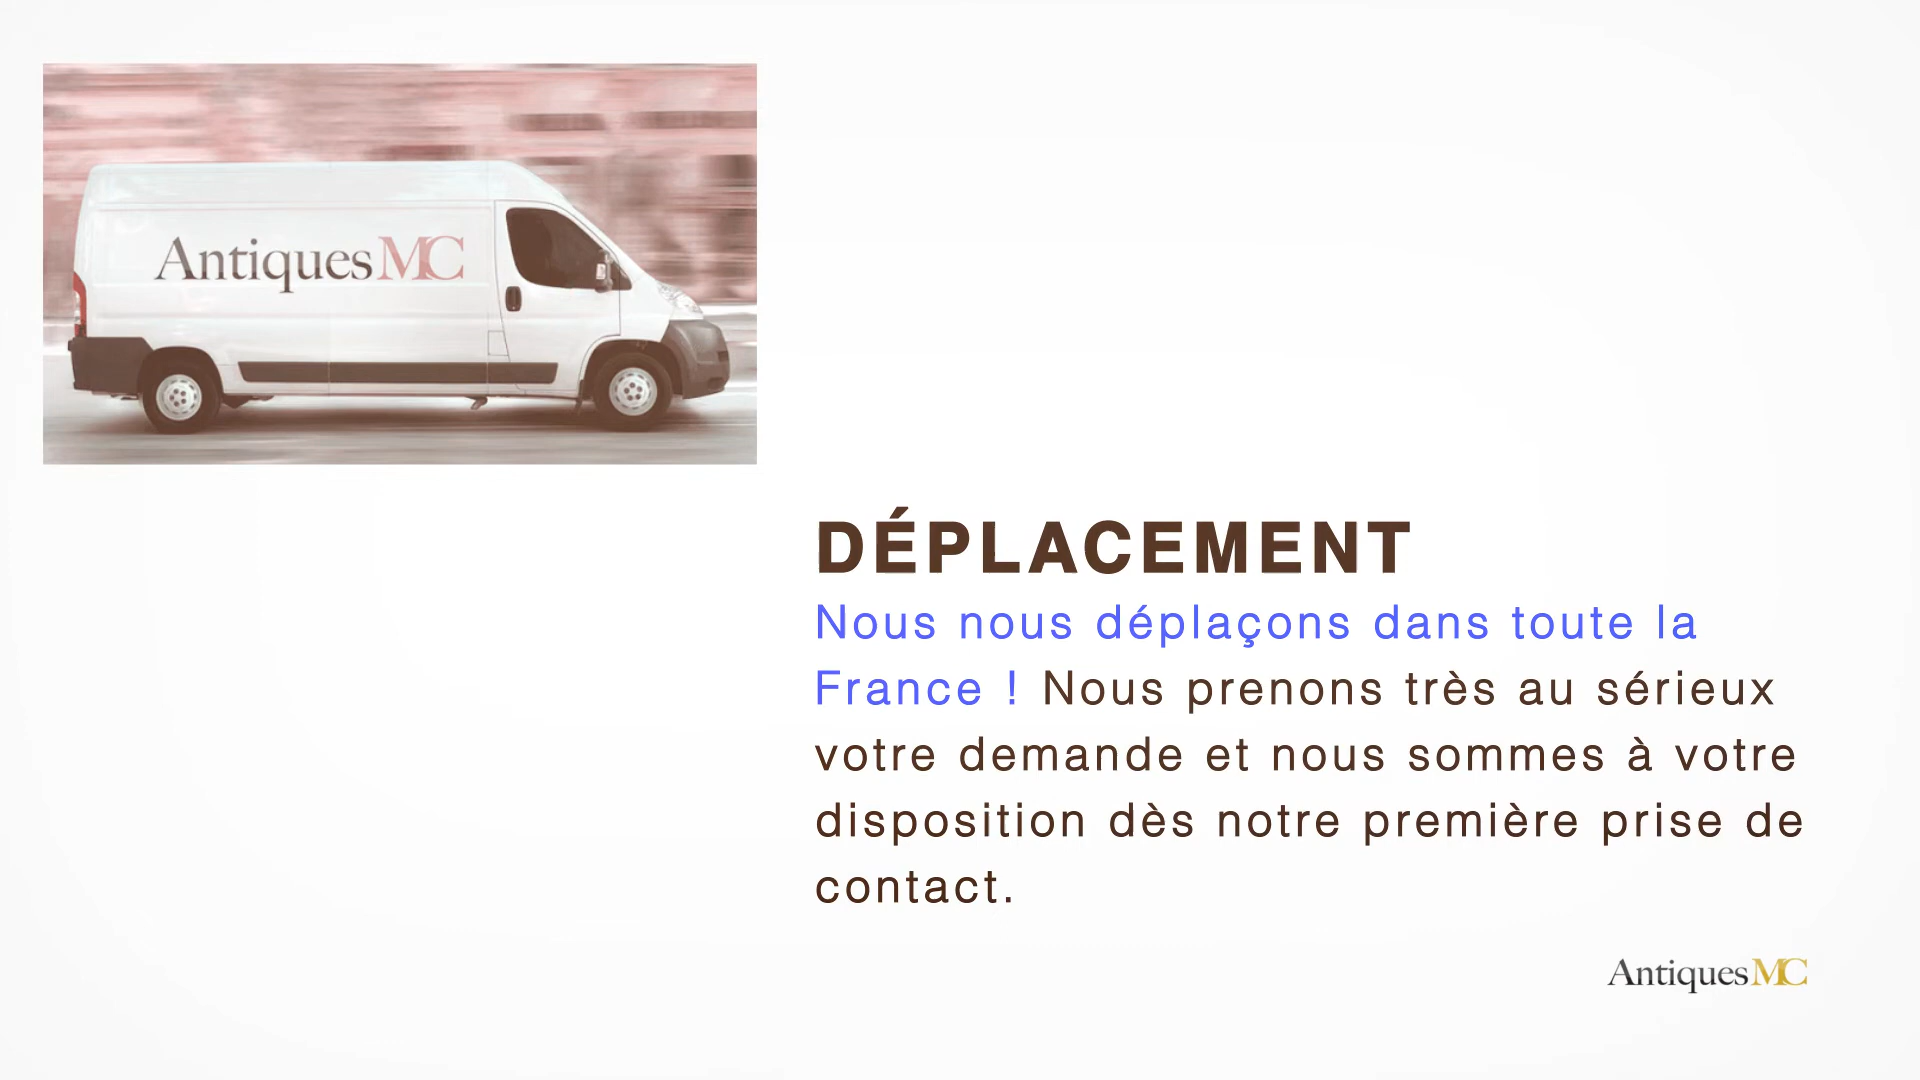 AntiquesMC
DÉPLACEMENT
Nous nous déplaçons dans toute la
France ! Nous prenons très au sérieux
votre demande et nous sommes à votre
disposition dès notre première prise de
contact.
AntiquesMC